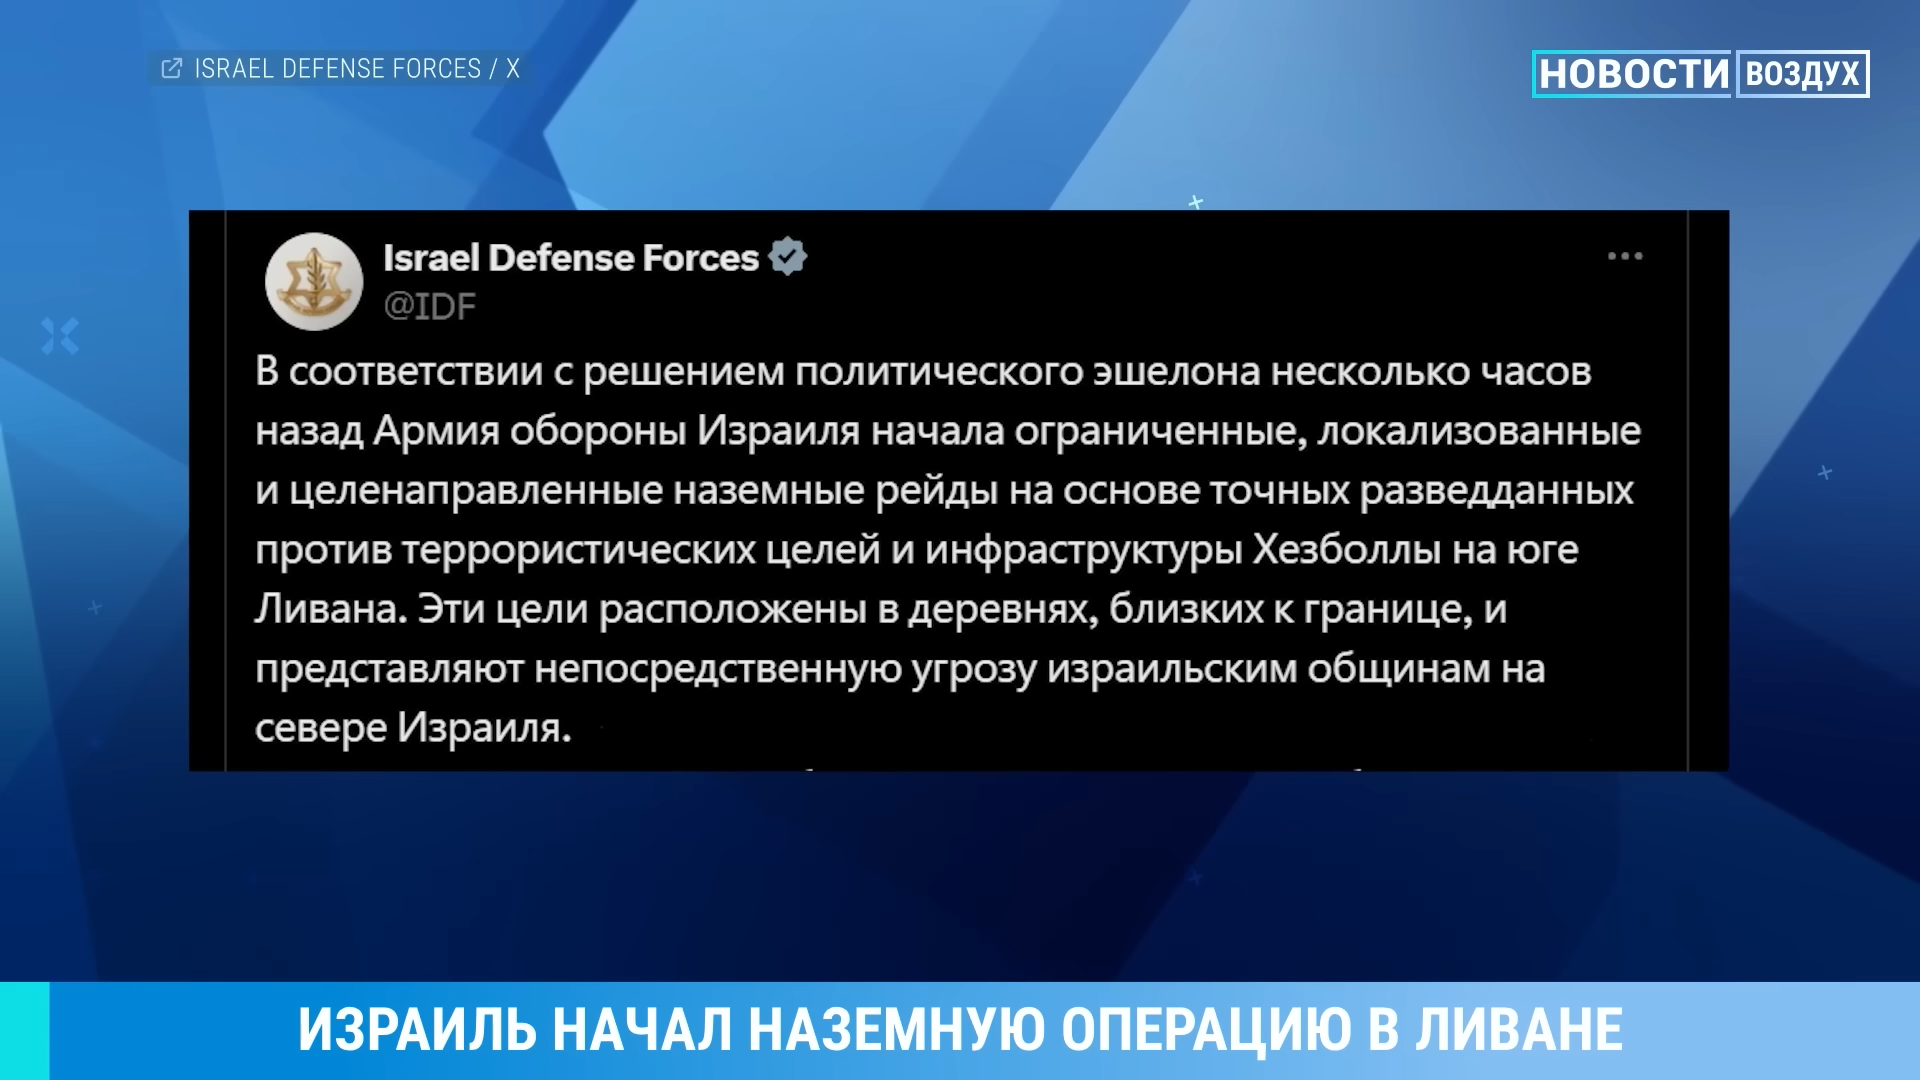 ISRAEL DEFENSE FORCES / X
НОВОСТИ ВОЗДУХ
Israel Defense Forces
@IDF
В соответствии с решением политического эшелона несколько часов
назад Армия обороны Израиля начала ограниченные, локализованные
и целенаправленные наземные рейды на основе точных разведданных
против террористических целей и инфраструктуры Хезболлы на юге
Ливана. Эти цели расположены в деревнях, близких к границе, и
представляют непосредственную угрозу израильским общинам на
севере Израиля.
ИЗРАИЛЬ НАЧАЛ НАЗЕМНУЮ ОПЕРАЦИЮ В ЛИВАНЕ